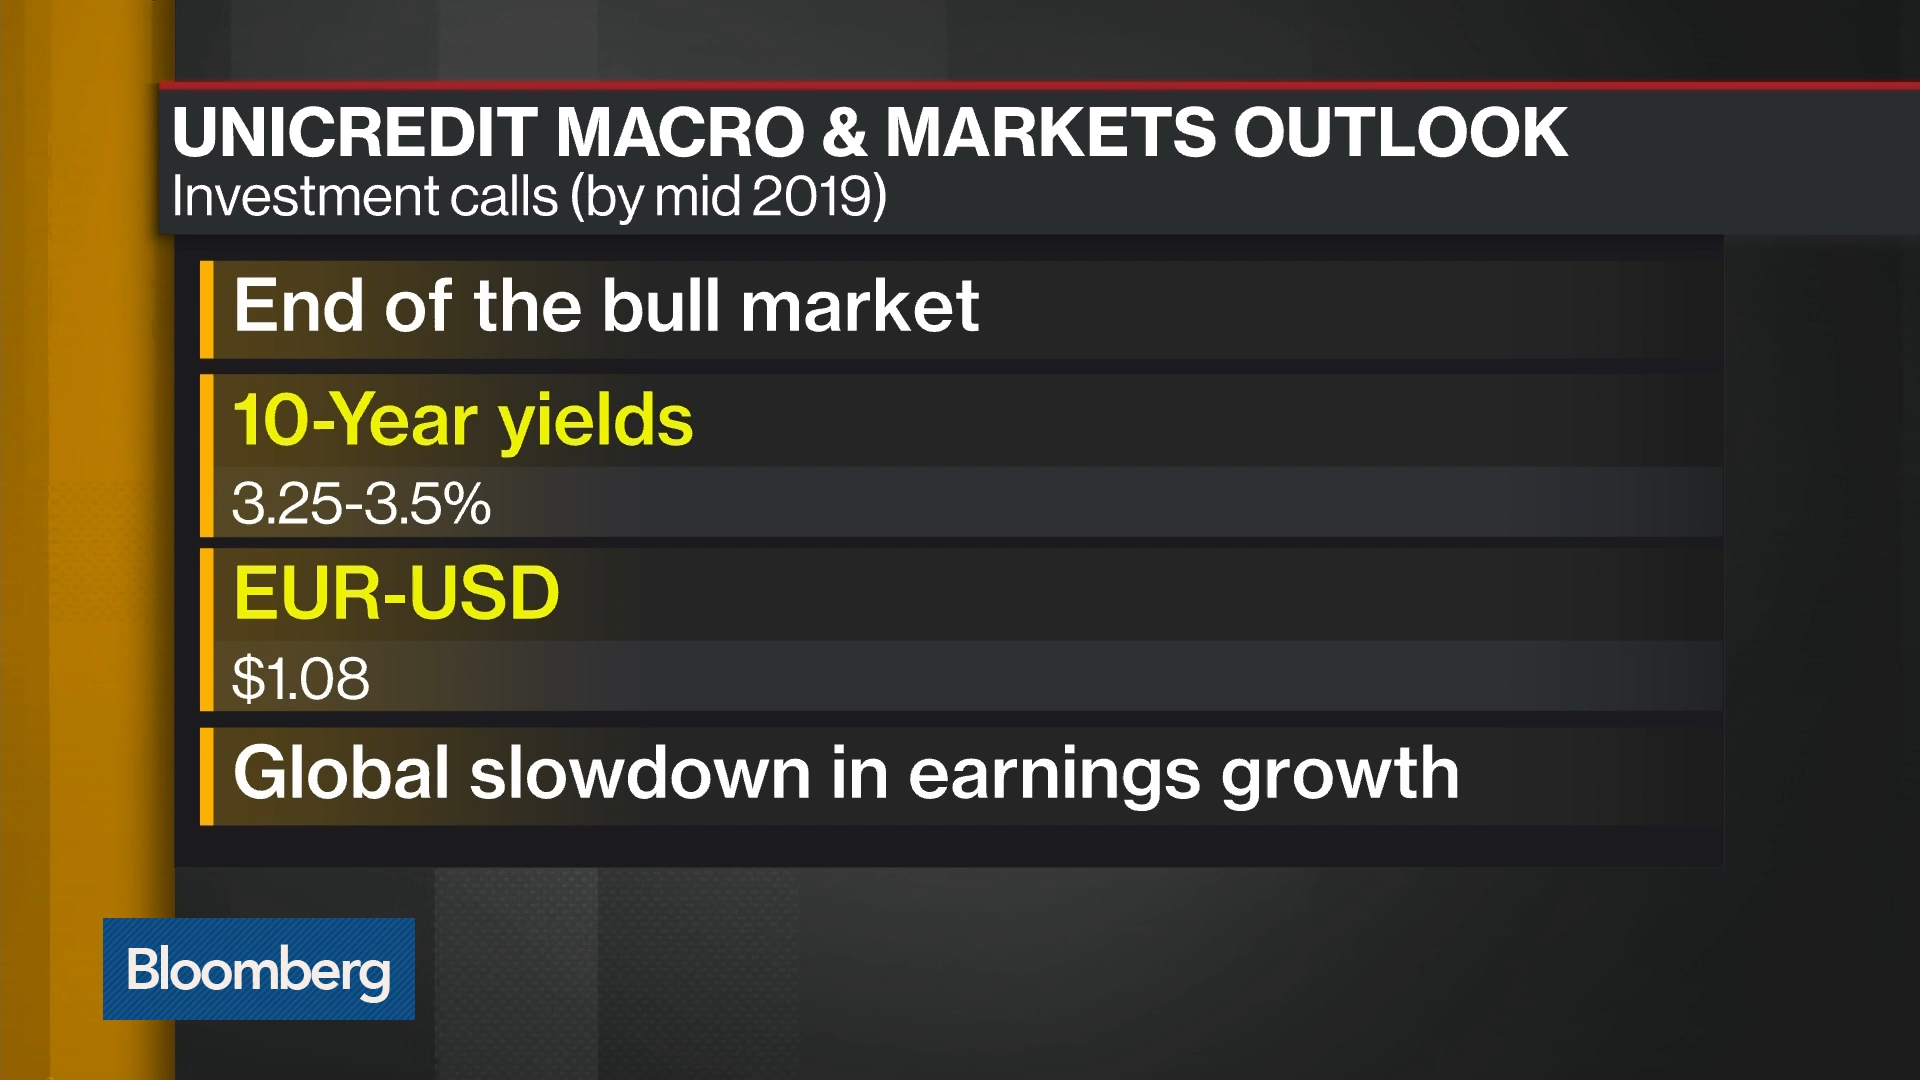 UNICREDIT MACRO & MARKETS OUTLOOK
Investment calls (by mid 2019)
End of the bull market
10-Year yields
3.25-3.5%
EUR-USD
$1.08
Global slowdown in earnings growth
Bloomberg